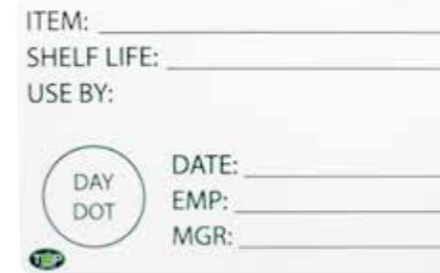 ITEM:
SHELF LIFE:
USE BY:
DAY
DOT
DATE:
EMP:
MGR: